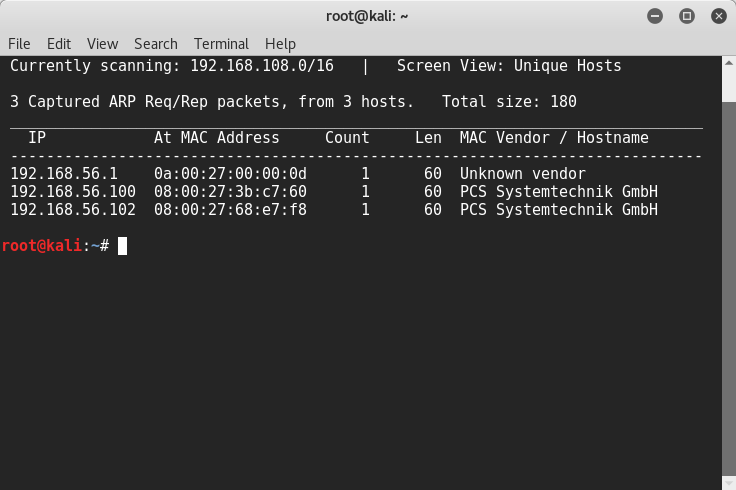 root@kali: ~
File Edit View Search Terminal Help
Currently scanning: 192.168.108.0/16 | Screen View: Unique Hosts
3 Captured ARP Req/Rep packets, from 3 hosts. Total size: 180
_____________________________________________________________________________
IP At MAC Address Count Len MAC Vendor / Hostname
-----------------------------------------------------------------------------
192.168.56.1 0a:00:27:00:00:0d 1 60 Unknown vendor
192.168.56.100 08:00:27:3b:c7:60 1 60 PCS Systemtechnik GmbH
192.168.56.102 08:00:27:68:e7:f8 1 60 PCS Systemtechnik GmbH
root@kali:~#